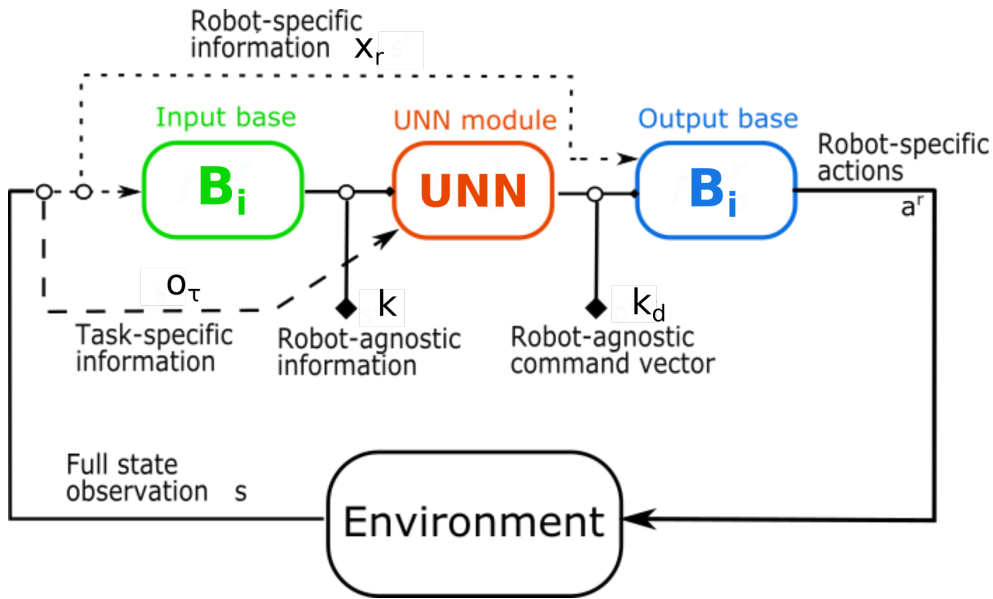 Robot-specific
information x_r
Input base
UNN module
Output base
Robot-specific
actions
B_i
UNN
B_i
a^r
o_τ
k
k_d
Task-specific
information
Robot-agnostic
information
Robot-agnostic
command vector
Full state
observation s
Environment